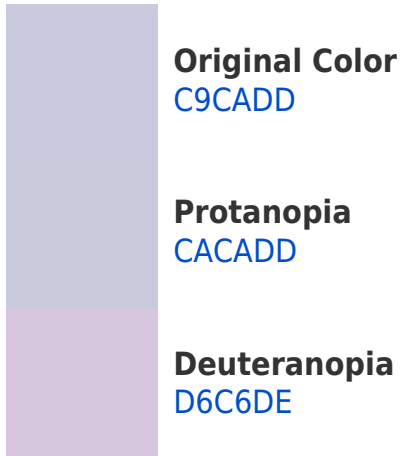 Original Color
C9CADD
Protanopia
CACADD
Deuteranopia
D6C6DE